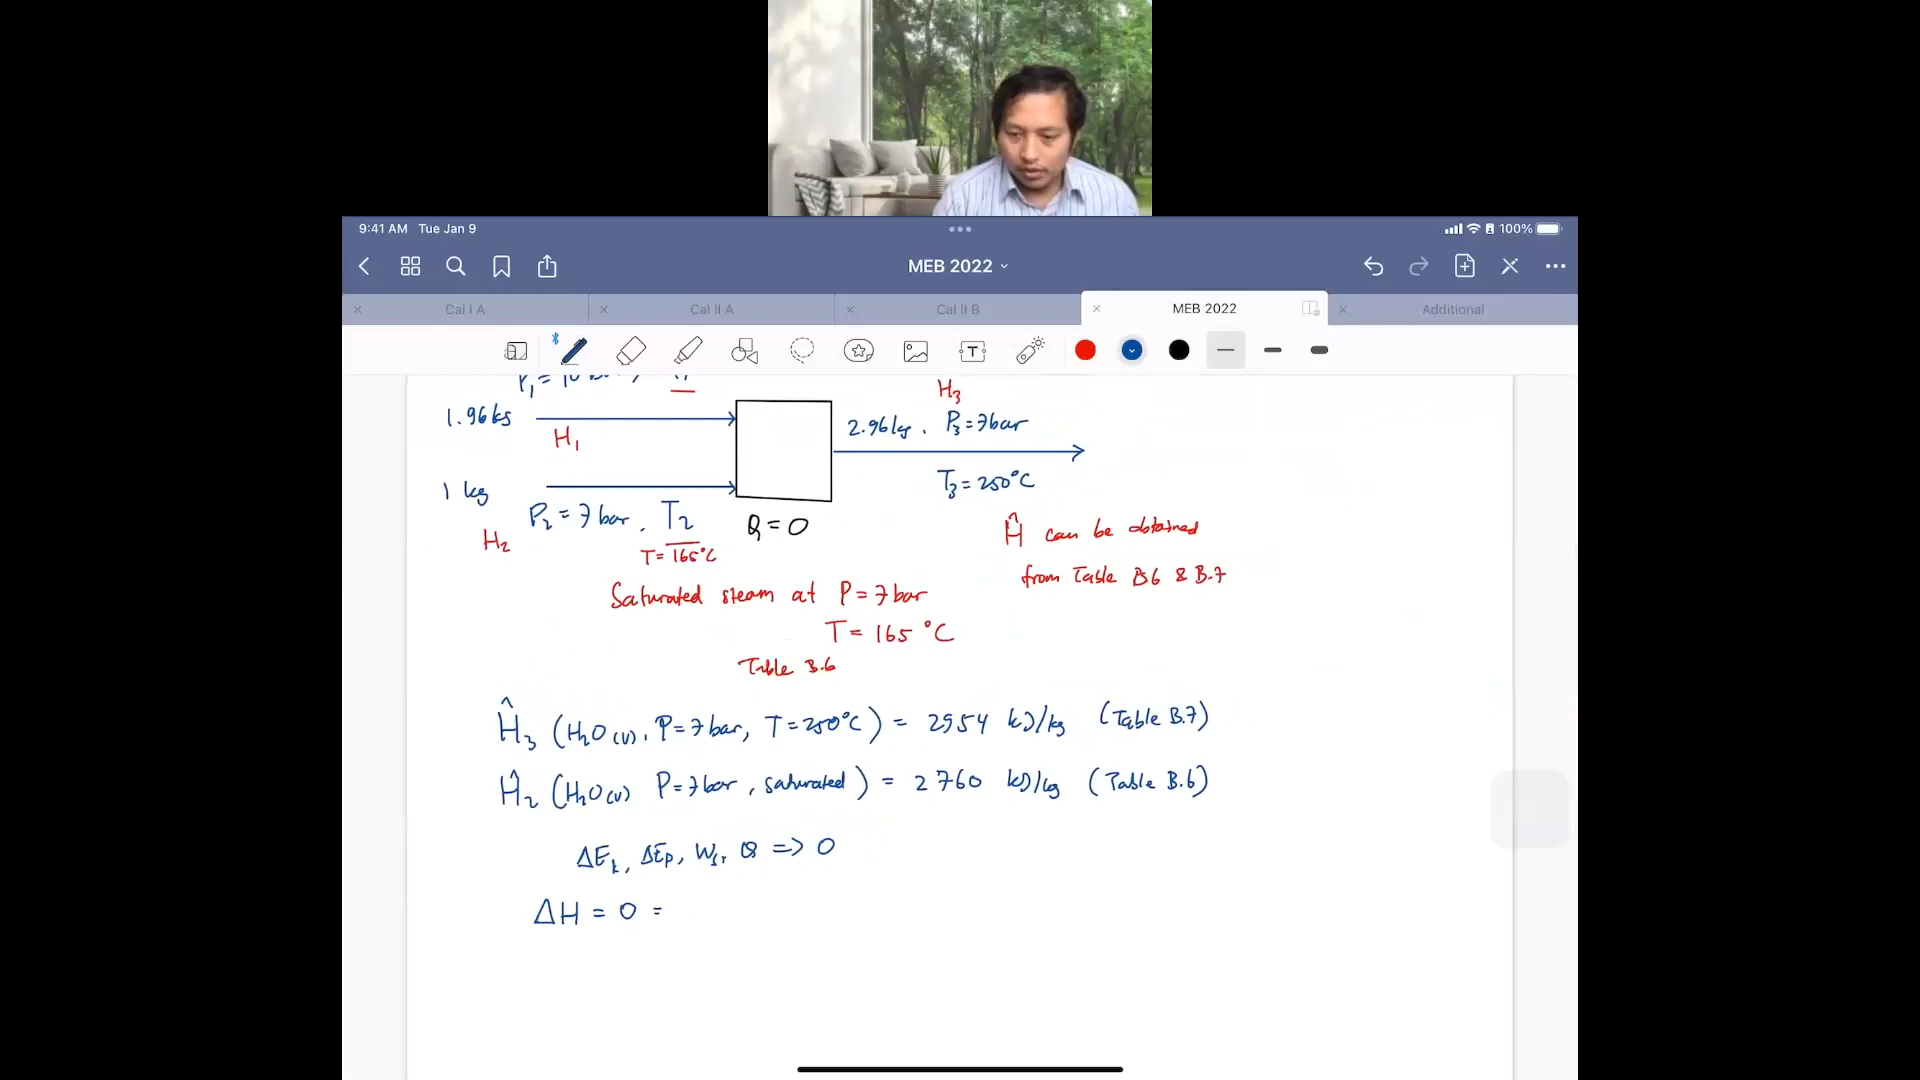 9:41 AM Tue Jan 9
100%
MEB 2022
Cal I A
Cal II A
Cal II B
MEB 2022
Additional
T
P₁ = 10 bar,
H₃
1.96 kg
H₁
2.96 kg, P₃ = 7 bar
T₃ = 250°C
1 kg
P₂ = 7 bar, T₂
H₂
T = 165°C
Q = 0
Ĥ can be obtained
from Table B.6 & B.7
Saturated steam at P = 7 bar
T = 165 °C
Table B.6
Ĥ₃ (H₂O (v), P = 7 bar, T = 250°C) = 2954 kJ/kg (Table B.7)
Ĥ₂ (H₂O (v) P = 7 bar, saturated) = 2760 kJ/kg (Table B.6)
ΔEₖ, ΔEₚ, Wₛ, Q => 0
ΔH = 0 =